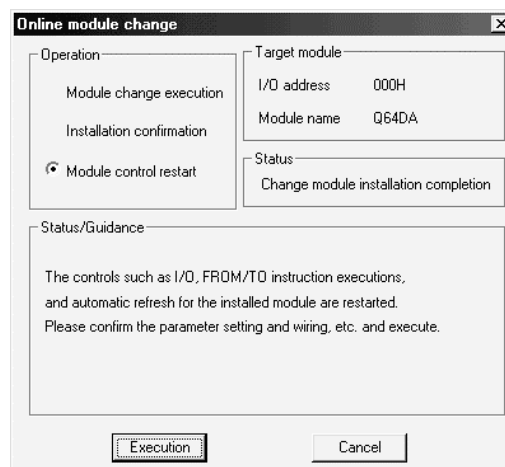 Online module change
Operation
Module change execution
Installation confirmation
Module control restart
Target module
I/O address 000H
Module name Q64DA
Status
Change module installation completion
Status/Guidance
The controls such as I/O, FROM/TO instruction executions,
and automatic refresh for the installed module are restarted.
Please confirm the parameter setting and wiring, etc. and execute.
Execution
Cancel